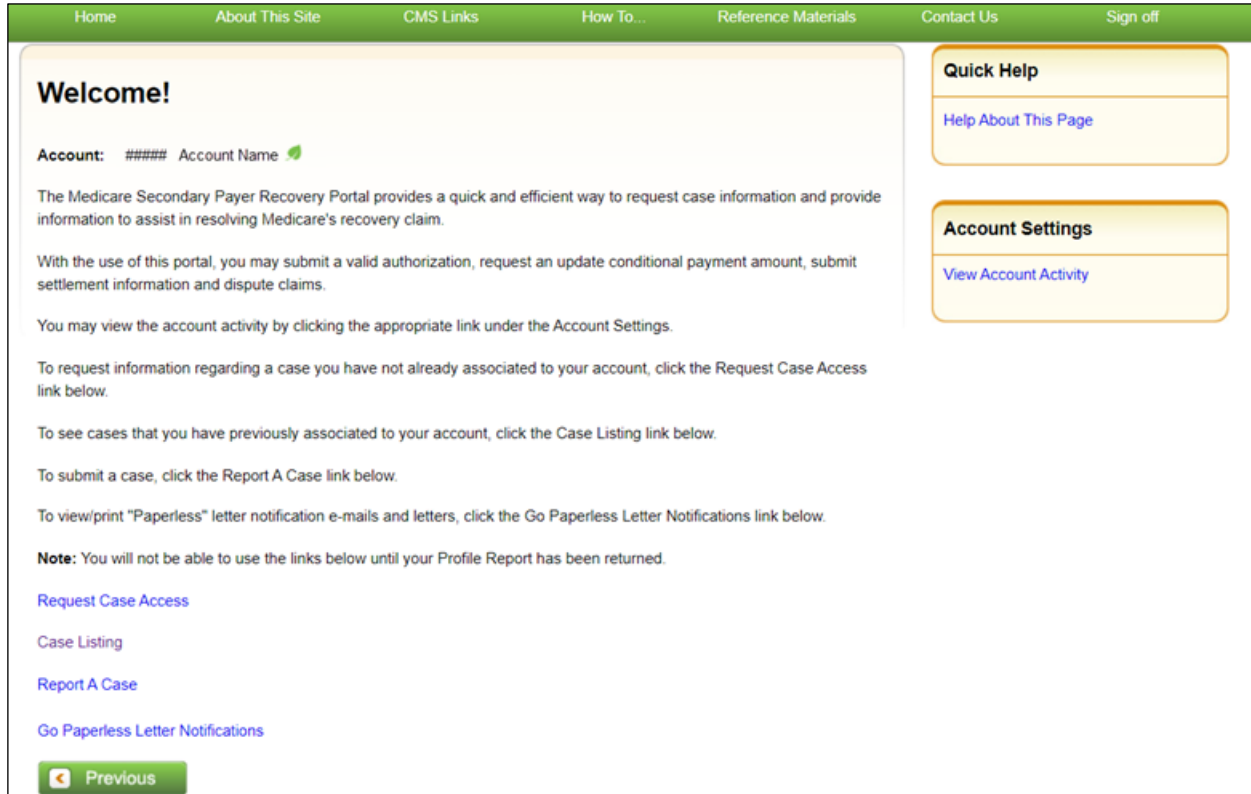 Home About This Site CMS Links How To... Reference Materials Contact Us Sign off
Welcome!
Account: ##### Account Name
The Medicare Secondary Payer Recovery Portal provides a quick and efficient way to request case information and provide
information to assist in resolving Medicare's recovery claim.
With the use of this portal, you may submit a valid authorization, request an update conditional payment amount, submit
settlement information and dispute claims.
You may view the account activity by clicking the appropriate link under the Account Settings.
To request information regarding a case you have not already associated to your account, click the Request Case Access
link below.
To see cases that you have previously associated to your account, click the Case Listing link below.
To submit a case, click the Report A Case link below.
To view/print "Paperless" letter notification e-mails and letters, click the Go Paperless Letter Notifications link below.
Note: You will not be able to use the links below until your Profile Report has been returned.
Request Case Access
Case Listing
Report A Case
Go Paperless Letter Notifications
Previous
Quick Help
Help About This Page
Account Settings
View Account Activity